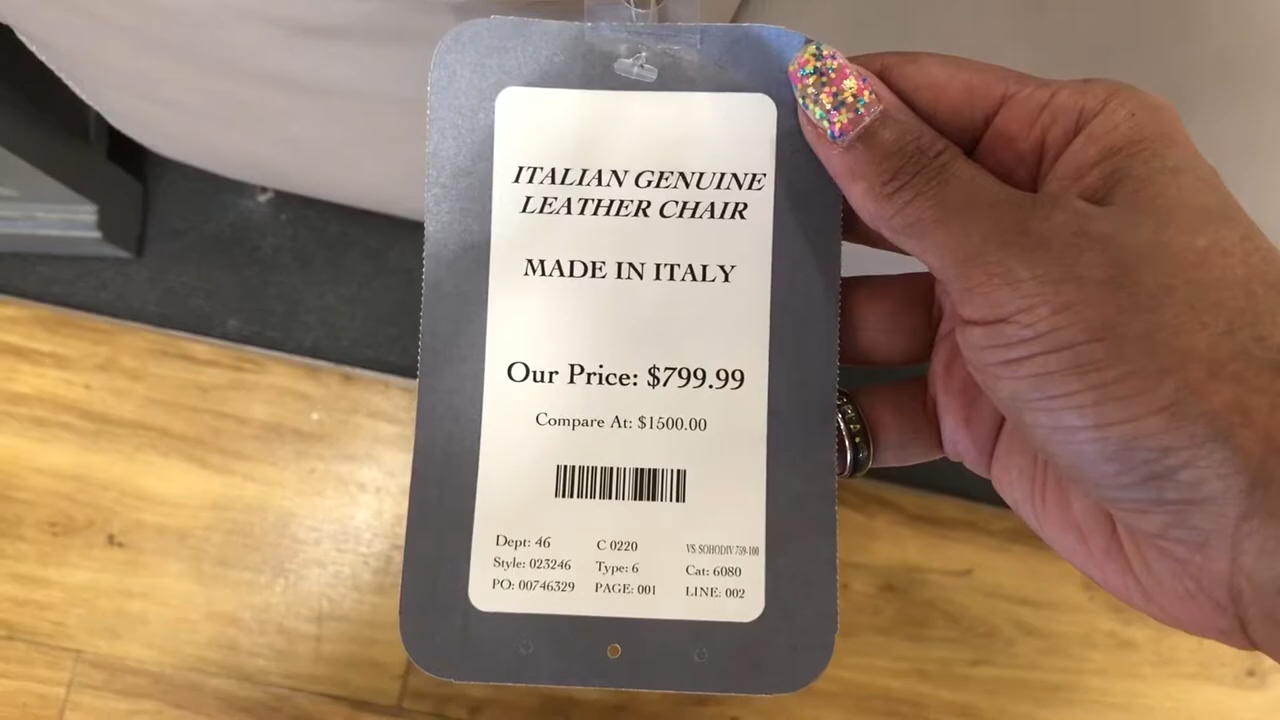 ITALIAN GENUINE
LEATHER CHAIR
MADE IN ITALY
Our Price: $799.99
Compare At: $1500.00
Dept: 46 C 0220 VS: SOHODIV 759-100
Style: 023246 Type: 6 Cat: 6080
PO: 00746329 PAGE: 001 LINE: 002